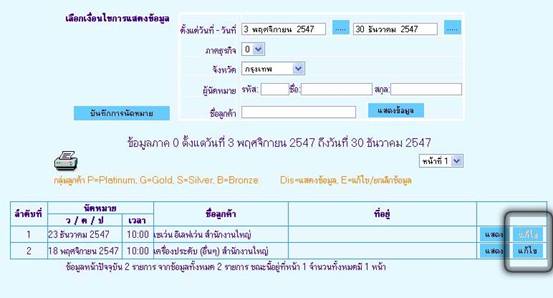 เลือกเงื่อนไขการแสดงข้อมูล
ตั้งแต่วันที่ - วันที่ 3 พฤศจิกายน 2547 ..... 30 ธันวาคม 2547 .....
ภาคธุรกิจ 0
จังหวัด กรุงเทพ
ผู้นัดหมาย รหัส: ชื่อ: สกุล:
บันทึกการนัดหมาย ชื่อลูกค้า แสดงข้อมูล
ข้อมูลภาค 0 ตั้งแต่วันที่ 3 พฤศจิกายน 2547 ถึงวันที่ 30 ธันวาคม 2547
หน้าที่ 1
กลุ่มลูกค้า P=Platinum, G=Gold, S=Silver, B=Bronze Dis=แสดงข้อมูล, E=แก้ไข/ยกเลิกข้อมูล
ลำดับที่ นัดหมาย ชื่อลูกค้า ที่อยู่
ว / ด / ป เวลา
1 23 ธันวาคม 2547 10:00 เซเว่น อีเลฟเว่น สำนักงานใหญ่ แสดง แก้ไข
2 18 พฤศจิกายน 2547 10:00 เครื่องประดับ (อื่นๆ) สำนักงานใหญ่ แสดง แก้ไข
ข้อมูลหน้าปัจจุบัน 2 รายการ จากข้อมูลทั้งหมด 2 รายการ ขณะนี้อยู่ที่หน้า 1 จำนวนทั้งหมดมี 1 หน้า